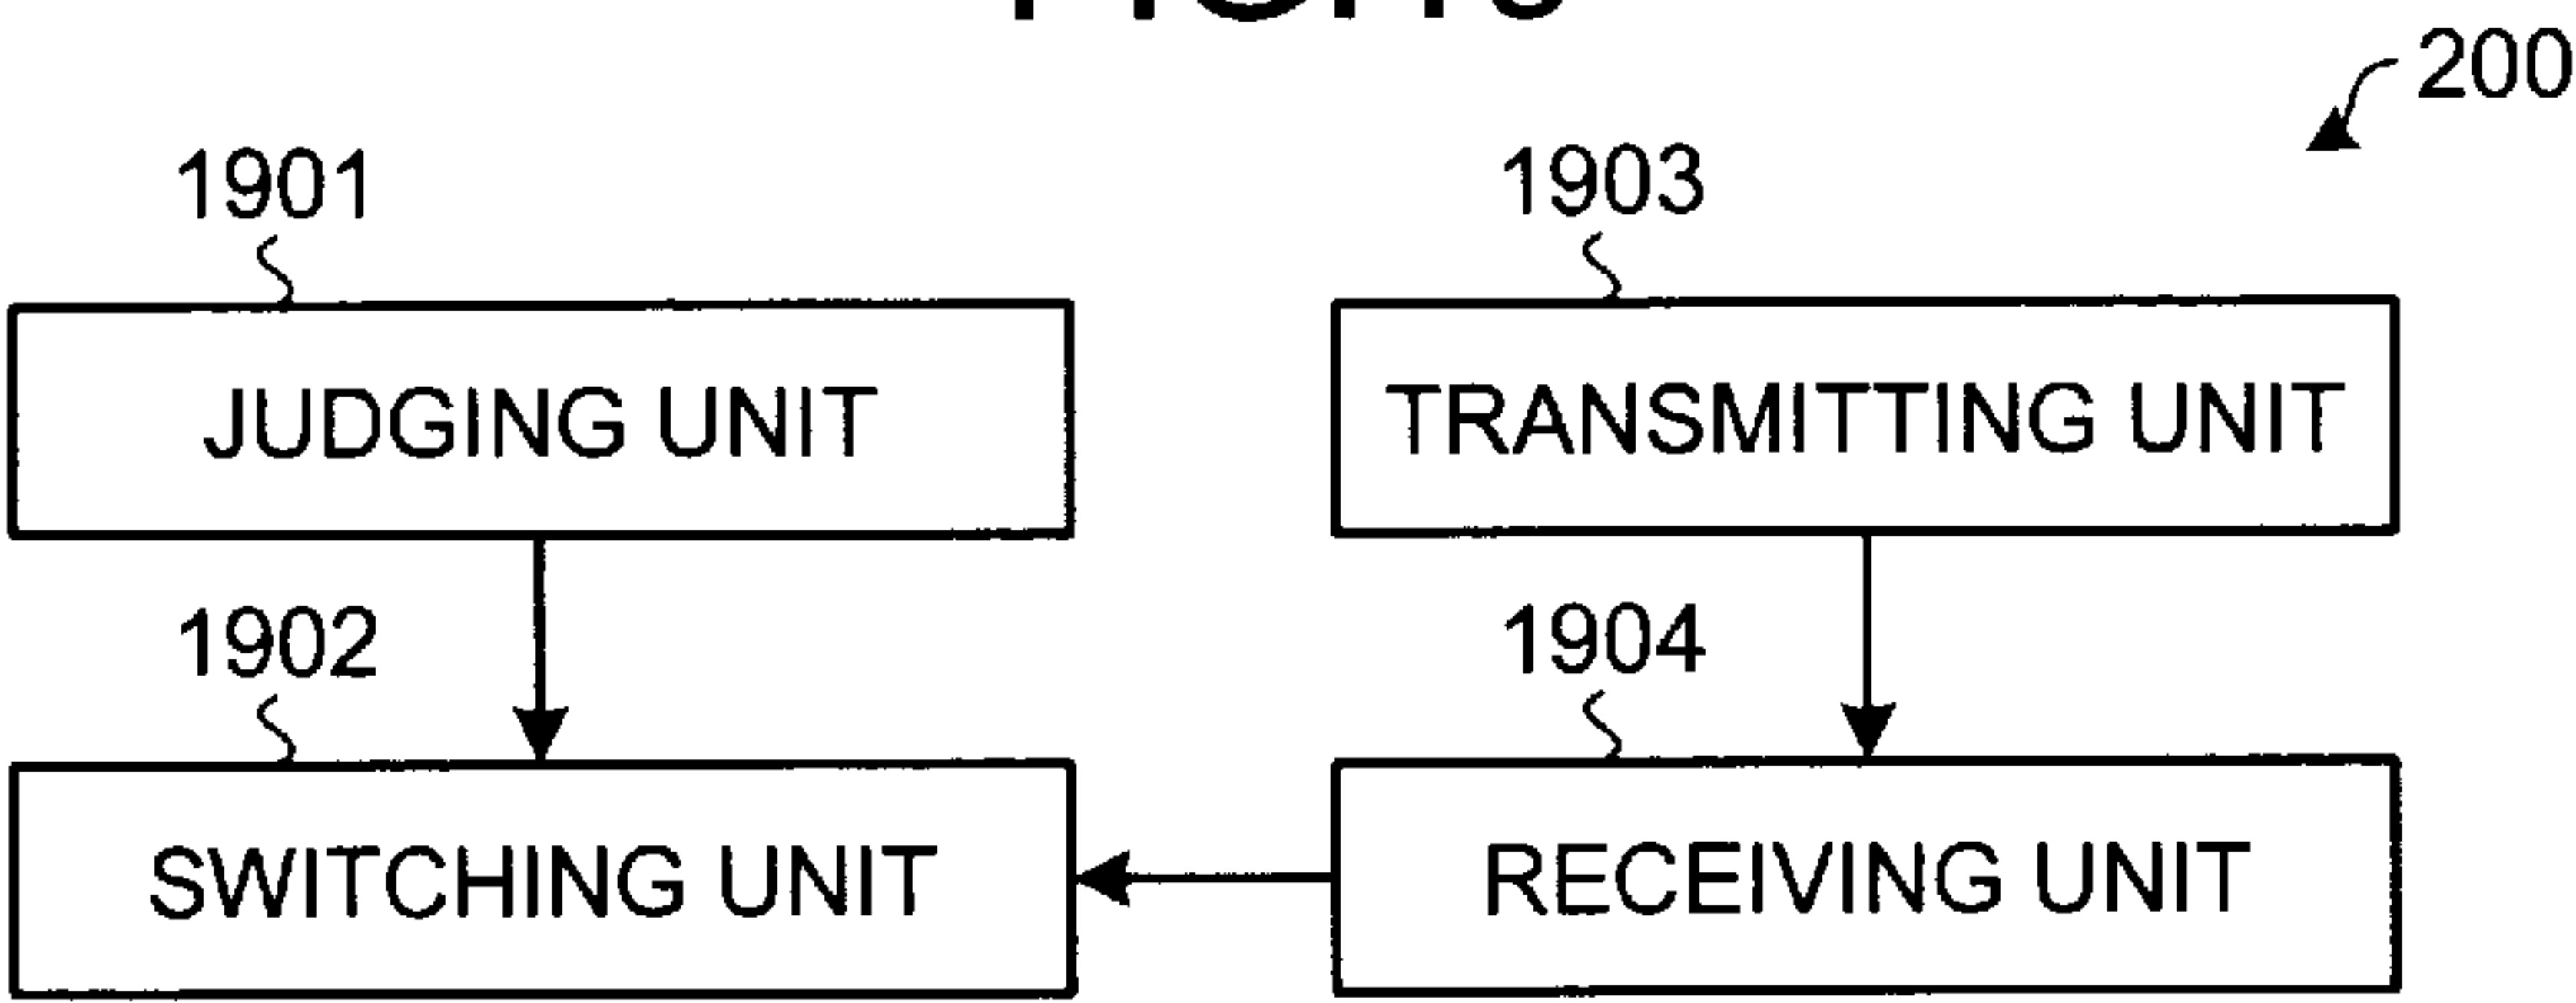 200
1901
1903
JUDGING UNIT
TRANSMITTING UNIT
1902
1904
SWITCHING UNIT
RECEIVING UNIT